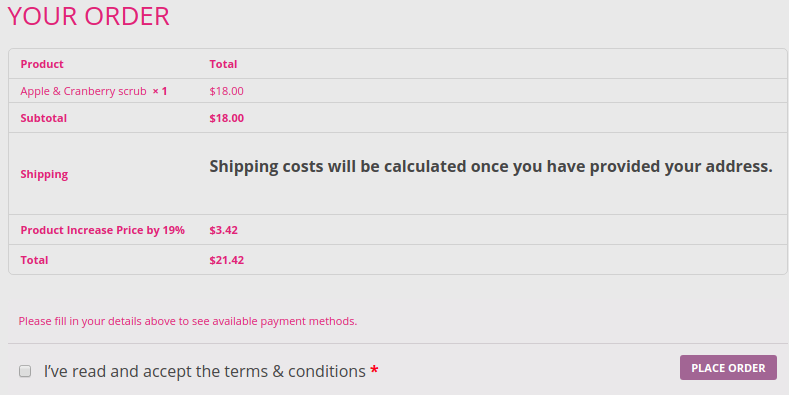 YOUR ORDER
Product Total
Apple & Cranberry scrub × 1 $18.00
Subtotal $18.00
Shipping Shipping costs will be calculated once you have provided your address.
Product Increase Price by 19% $3.42
Total $21.42
Please fill in your details above to see available payment methods.
I’ve read and accept the terms & conditions * PLACE ORDER